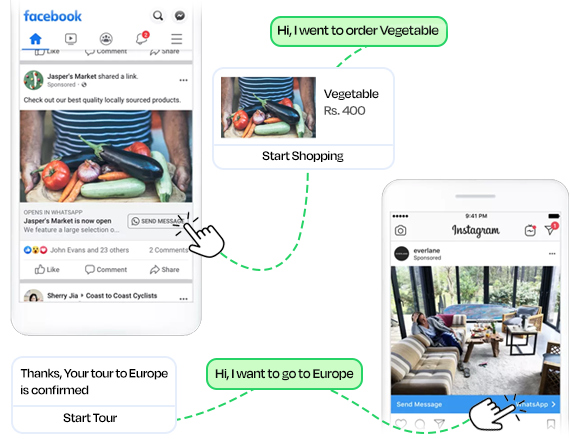 facebook
2
Like
Comment
Share
Jasper's Market shared a link.
Sponsored ·
Check out our best quality locally sourced products.
OPENS IN WHATSAPP
Jasper's Market is now open
We feature a large selection o...
SEND MESSAGE
John Evans and 23 others
2 Comments
Like
Comment
Share
Sherry Jia ▸ Coast to Coast Cyclists
Hi, I went to order Vegetable
Vegetable
Rs. 400
Start Shopping
9:41 PM
Instagram
1
everlane
Sponsored
Send Message
WhatsApp >
Thanks, Your tour to Europe
is confirmed
Start Tour
Hi, I want to go to Europe